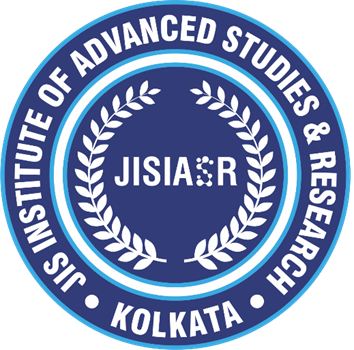 JIS INSTITUTE OF ADVANCED STUDIES & RESEARCH
JISIASR
• KOLKATA •